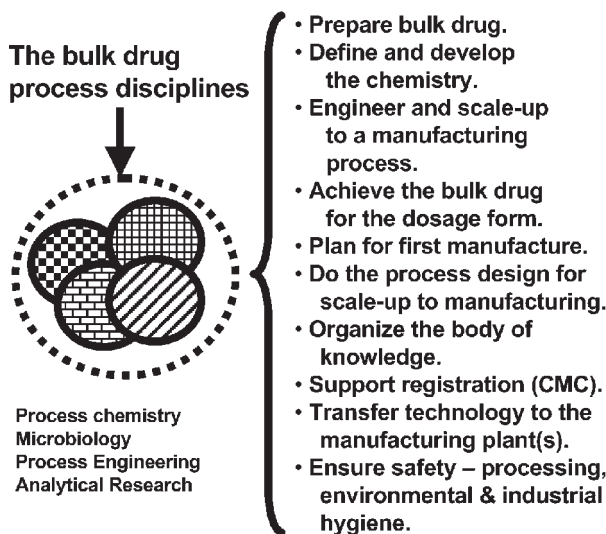 The bulk drug
process disciplines
Process chemistry
Microbiology
Process Engineering
Analytical Research
• Prepare bulk drug.
• Define and develop
the chemistry.
• Engineer and scale-up
to a manufacturing
process.
• Achieve the bulk drug
for the dosage form.
• Plan for first manufacture.
• Do the process design for
scale-up to manufacturing.
• Organize the body of
knowledge.
• Support registration (CMC).
• Transfer technology to the
manufacturing plant(s).
• Ensure safety – processing,
environmental & industrial
hygiene.